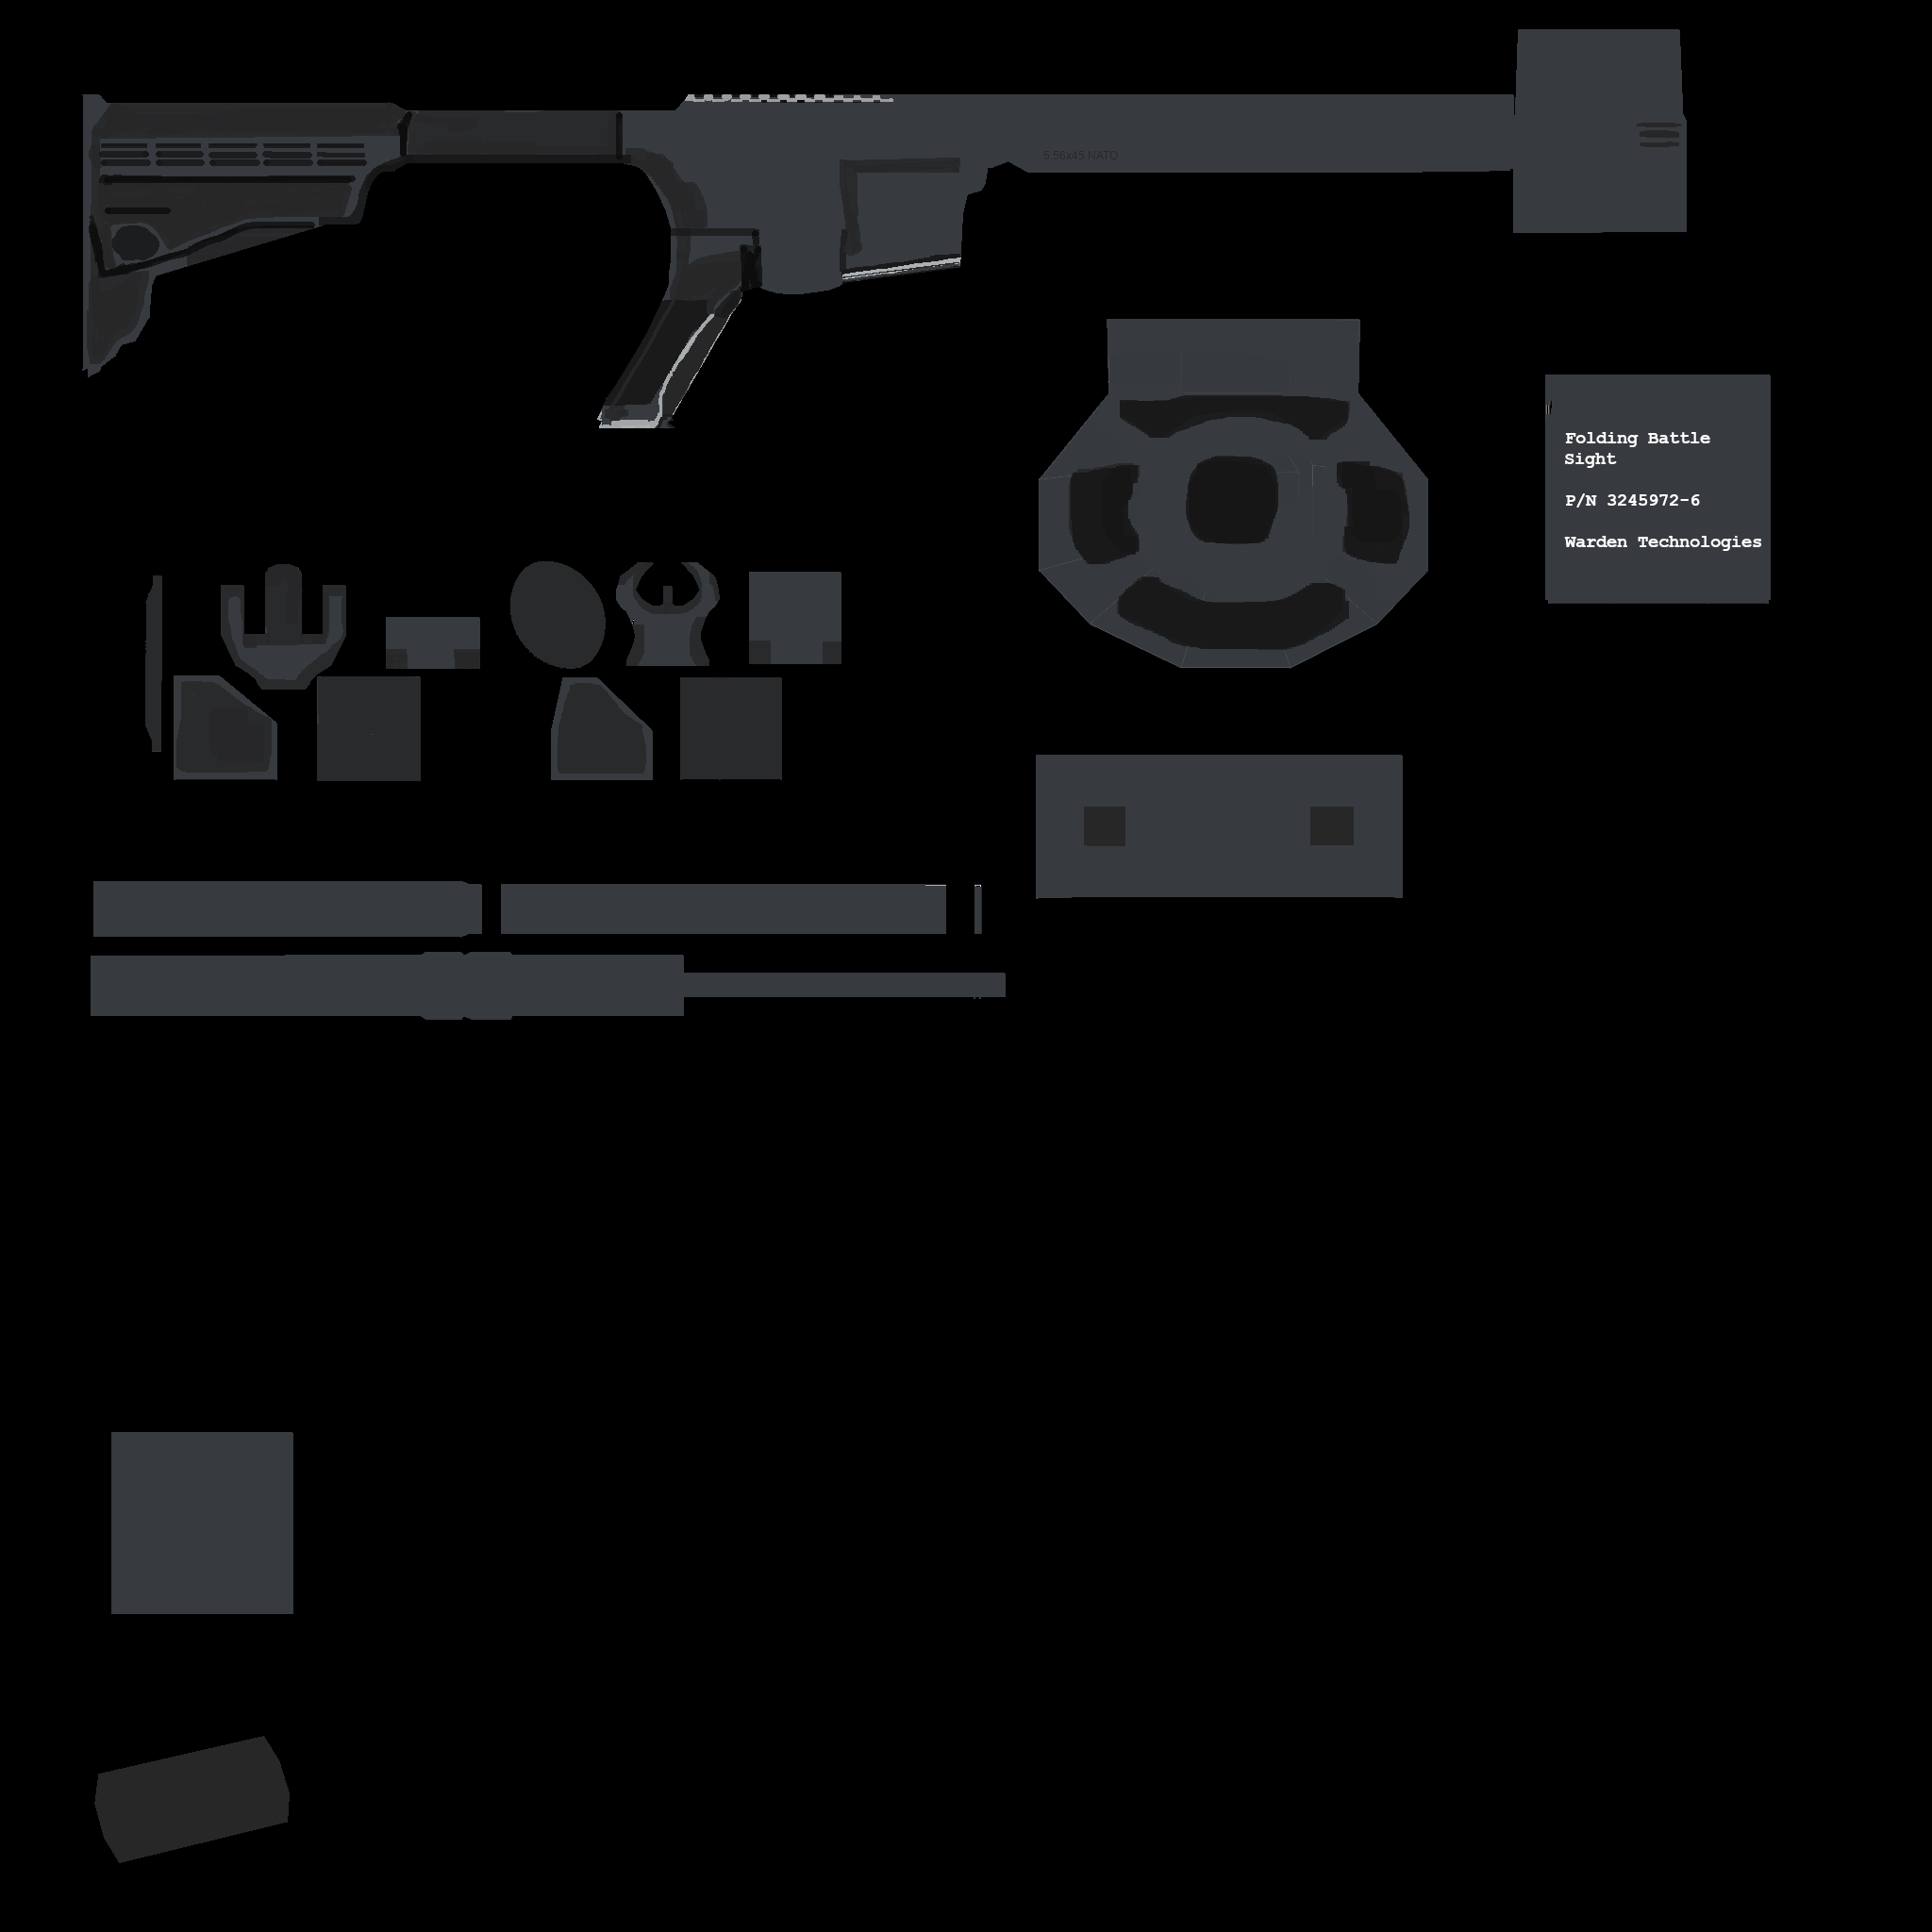 5.56x45 NATO
Folding Battle
Sight
P/N 3245972-6
Warden Technologies